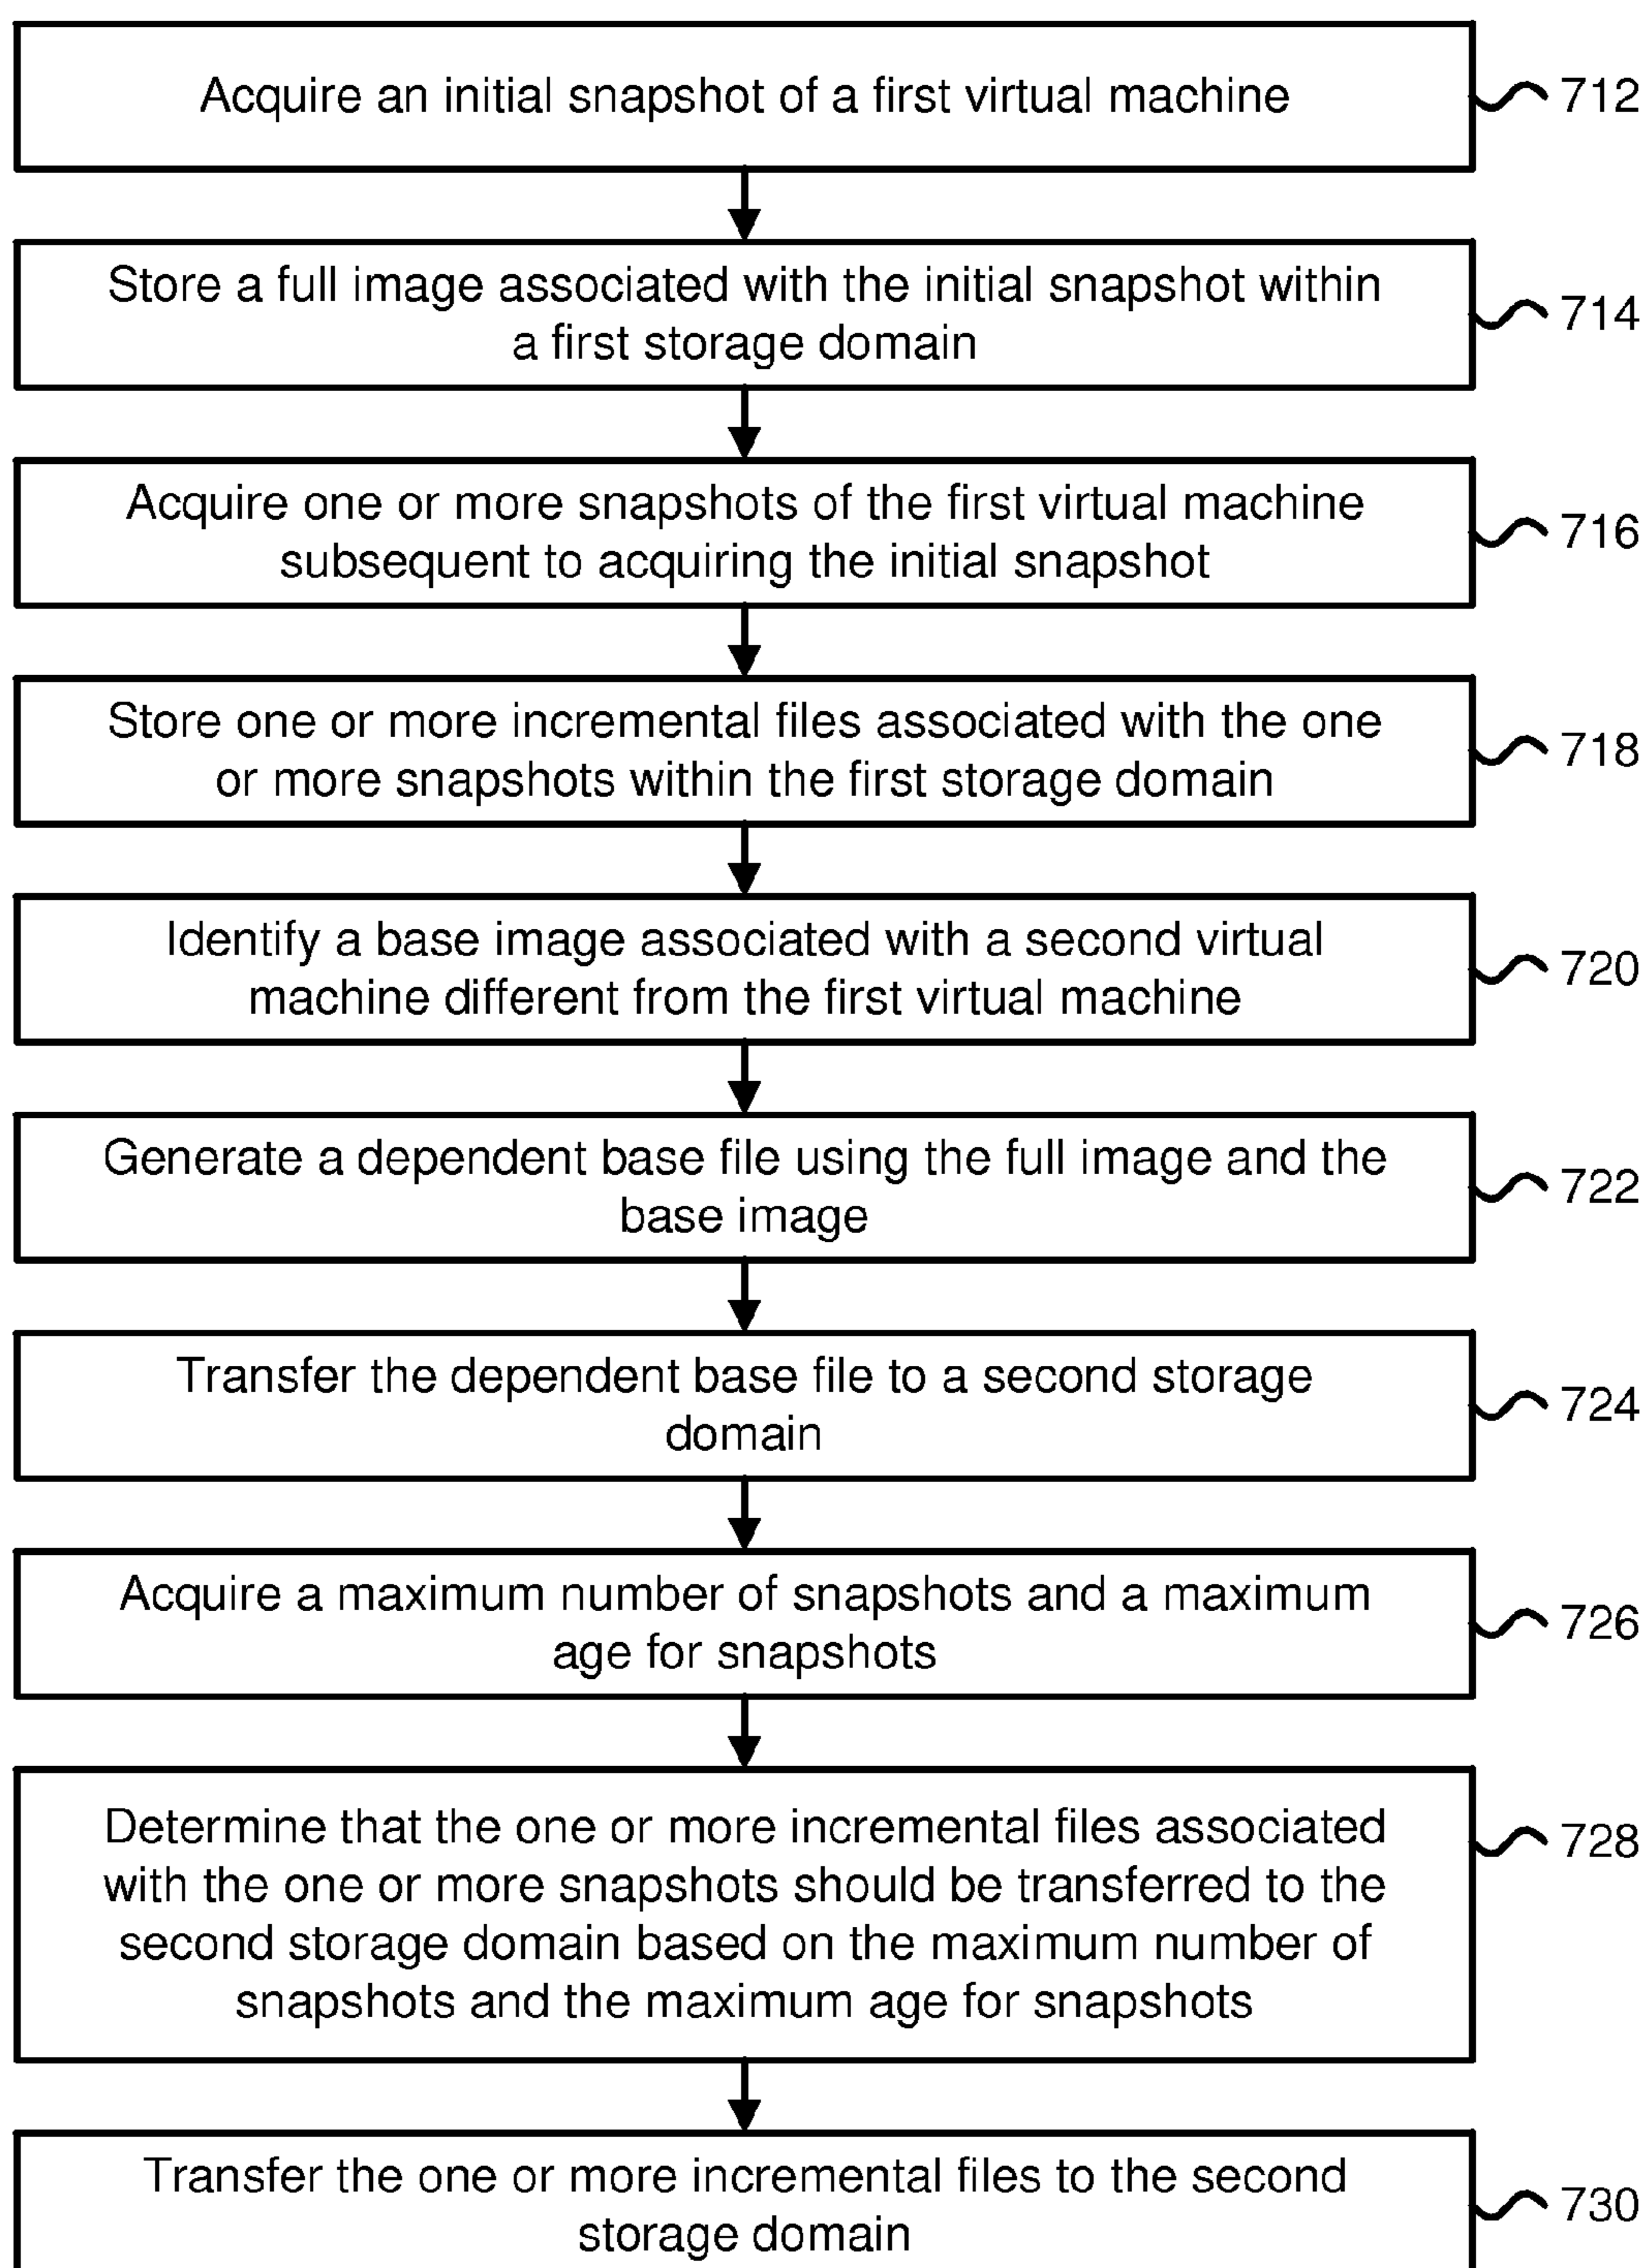 Acquire an initial snapshot of a first virtual machine
712
Store a full image associated with the initial snapshot within
a first storage domain
714
Acquire one or more snapshots of the first virtual machine
subsequent to acquiring the initial snapshot
716
Store one or more incremental files associated with the one
or more snapshots within the first storage domain
718
Identify a base image associated with a second virtual
machine different from the first virtual machine
720
Generate a dependent base file using the full image and the
base image
722
Transfer the dependent base file to a second storage
domain
724
Acquire a maximum number of snapshots and a maximum
age for snapshots
726
Determine that the one or more incremental files associated
with the one or more snapshots should be transferred to the
second storage domain based on the maximum number of
snapshots and the maximum age for snapshots
728
Transfer the one or more incremental files to the second
storage domain
730